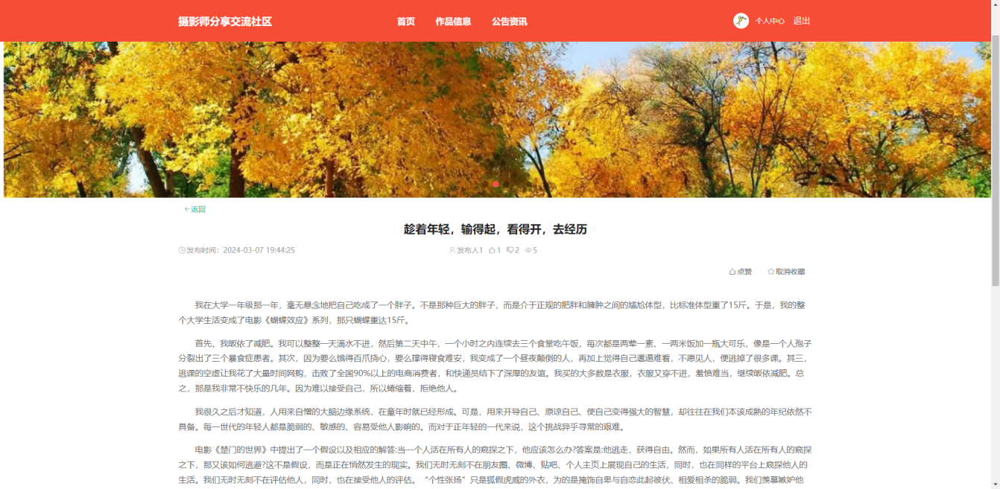 摄影师分享交流社区 首页 作品信息 公告资讯 个人中心 退出
←返回
趁着年轻，输得起，看得开，去经历
发布时间：2024-03-07 19:44:25 发布人1 1 2 5
点赞 取消收藏
我在大学一年级那一年，毫无悬念地把自己吃成了一个胖子。不是那种巨大的胖子，而是介于正规的肥胖和臃肿之间的尴尬体型，比标准体型重了15斤。于是，我的整
个大学生活变成了电影《蝴蝶效应》系列，那只蝴蝶重达15斤。
首先，我皈依了减肥。我可以整整一天滴水不进，然后第二天中午，一个小时之内连续去三个食堂吃午饭，每次都是两荤一素、一两米饭加一瓶大可乐，像是一个人孢子
分裂出了三个暴食症患者。其次，因为要么饿得百爪挠心，要么撑得寝食难安，我变成了一个昼夜颠倒的人，再加上觉得自己邋遢难看，不愿见人，便逃掉了很多课。其三，
逃课的空虚让我花了大量时间网购，击败了全国90%以上的电商消费者，和快递员结下了深厚的友谊。我买的大多数是衣服，衣服又穿不进，羞愤难当，继续皈依减肥。总
之，那是我非常不快乐的几年。因为难以接受自己，所以蜷缩着，拒绝他人。
我很久之后才知道，人用来自憎的大脑边缘系统，在童年时就已经形成。可是，用来开导自己、原谅自己、使自己变得强大的智慧，却往往在我们本该成熟的年纪依然不
具备。每一世代的年轻人都是脆弱的、敏感的、容易受他人影响的。而对于正年轻的一代来说，这个挑战异乎寻常的艰难。
电影《楚门的世界》中提出了一个假设以及相应的解答:当一个人活在所有人的窥探之下，他应该怎么办?答案是:他逃走，获得自由。然而，如果所有人活在所有人的窥探
之下，那又该如何逃避?这不是假设，而是正在悄然发生的现实。我们无时无刻不在朋友圈、微博、贴吧、个人主页上展现自己的生活，同时，也在同样的平台上窥探他人的
生活。我们无时无刻不在评估他人，同时，也在接受他人的评估。“个性张扬”只是狐假虎威的外衣，为的是掩饰自卑与自恋此起彼伏、相爱相杀的脆弱。我们羡慕嫉妒他